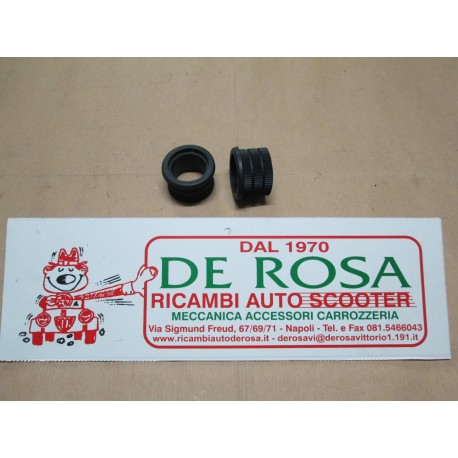 DAL 1970
DE ROSA
RICAMBI AUTO SCOOTER
MECCANICA ACCESSORI CARROZZERIA
Via Sigmund Freud, 67/69/71 - Napoli - Tel. e Fax 081.5466043
www.ricambiautoderosa.it - derosavi@derosavittorio1.191.it